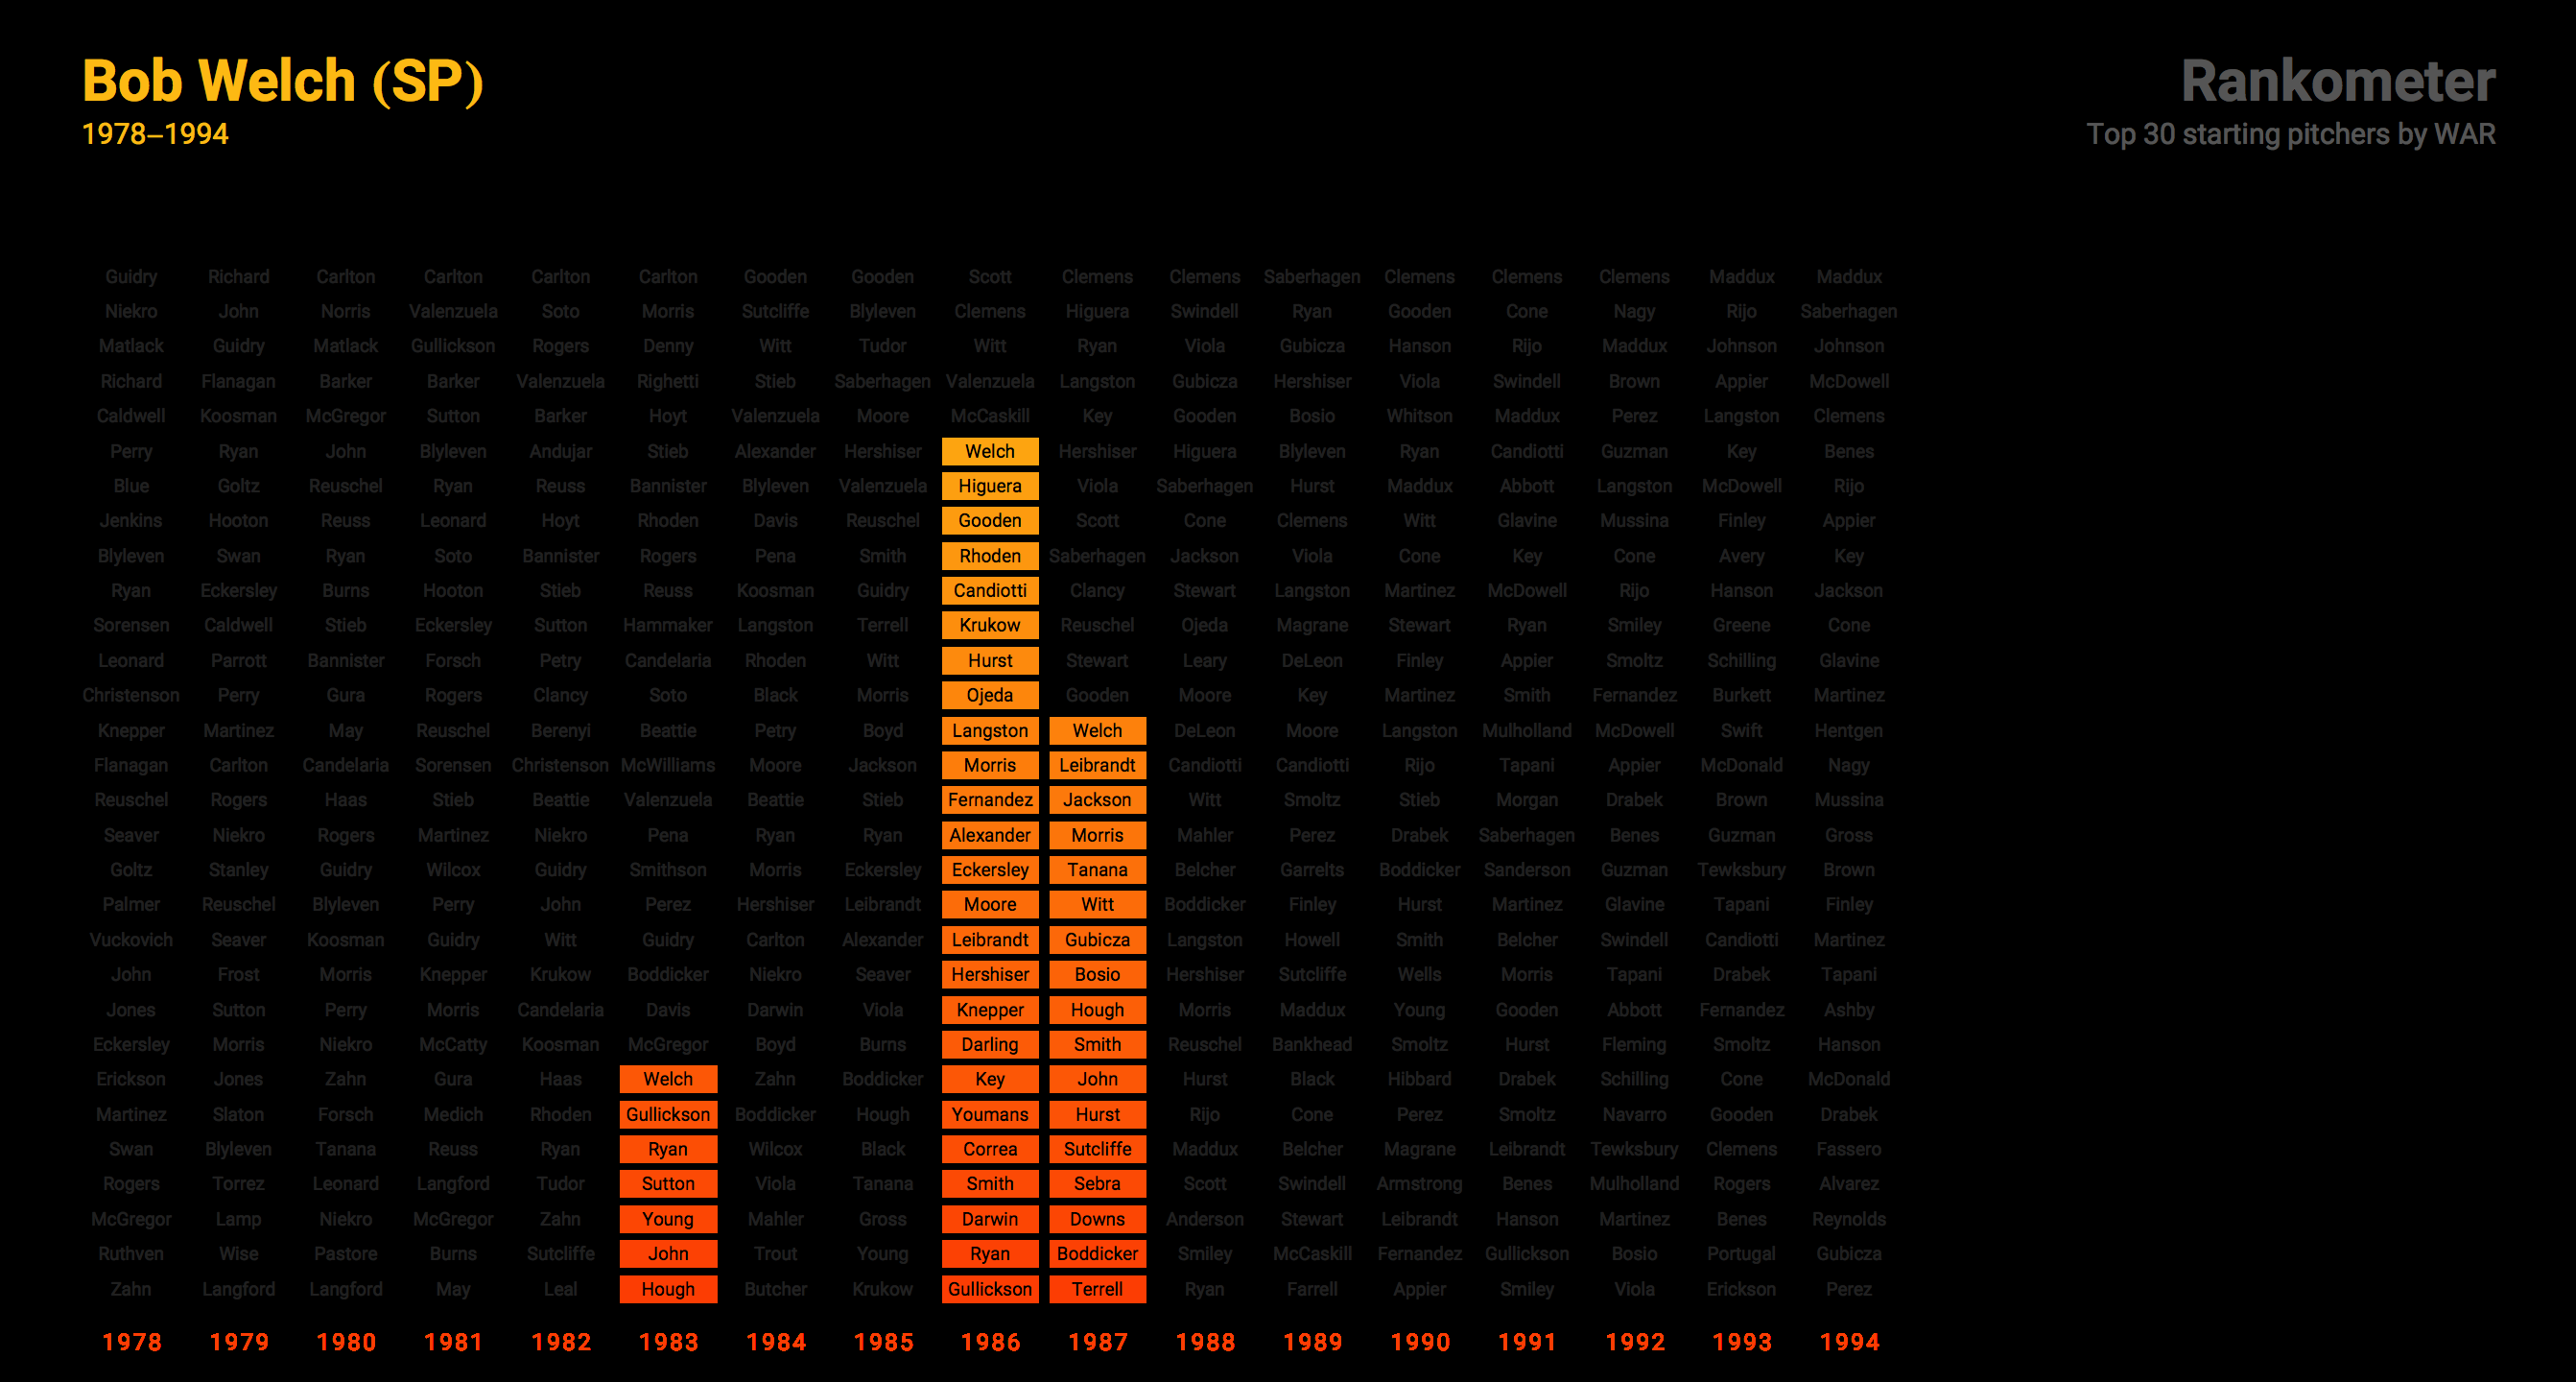 Bob Welch (SP)
1978–1994
Rankometer
Top 30 starting pitchers by WAR
Guidry Richard Carlton Carlton Carlton Carlton Gooden Gooden Scott Clemens Clemens Saberhagen Clemens Clemens Clemens Maddux Maddux
Niekro John Norris Valenzuela Soto Morris Sutcliffe Blyleven Clemens Higuera Swindell Ryan Gooden Cone Nagy Rijo Saberhagen
Matlack Guidry Matlack Gullickson Rogers Denny Witt Tudor Witt Ryan Viola Gubicza Hanson Rijo Maddux Johnson Johnson
Richard Flanagan Barker Barker Valenzuela Righetti Stieb Saberhagen Valenzuela Langston Gubicza Hershiser Viola Swindell Brown Appier McDowell
Caldwell Koosman McGregor Sutton Barker Hoyt Valenzuela Moore McCaskill Key Gooden Bosio Whitson Maddux Perez Langston Clemens
Perry Ryan John Blyleven Andujar Stieb Alexander Hershiser Welch Hershiser Higuera Blyleven Ryan Candiotti Guzman Key Benes
Blue Goltz Reuschel Ryan Reuss Bannister Blyleven Valenzuela Higuera Viola Saberhagen Hurst Maddux Abbott Langston McDowell Rijo
Jenkins Hooton Reuss Leonard Hoyt Rhoden Davis Reuschel Gooden Scott Cone Clemens Witt Glavine Mussina Finley Appier
Blyleven Swan Ryan Soto Bannister Rogers Pena Smith Rhoden Saberhagen Jackson Viola Cone Key Cone Avery Key
Ryan Eckersley Burns Hooton Stieb Reuss Koosman Guidry Candiotti Clancy Stewart Langston Martinez McDowell Rijo Hanson Jackson
Sorensen Caldwell Stieb Eckersley Sutton Hammaker Langston Terrell Krukow Reuschel Ojeda Magrane Stewart Ryan Smiley Greene Cone
Leonard Parrott Bannister Forsch Petry Candelaria Rhoden Witt Hurst Stewart Leary DeLeon Finley Appier Smoltz Schilling Glavine
Christenson Perry Gura Rogers Clancy Soto Black Morris Ojeda Gooden Moore Key Martinez Smith Fernandez Burkett Martinez
Knepper Martinez May Reuschel Berenyi Beattie Petry Boyd Langston Welch DeLeon Moore Langston Mulholland McDowell Swift Hentgen
Flanagan Carlton Candelaria Sorensen Christenson McWilliams Moore Jackson Morris Leibrandt Candiotti Candiotti Rijo Tapani Appier McDonald Nagy
Reuschel Rogers Haas Stieb Beattie Valenzuela Beattie Stieb Fernandez Jackson Witt Smoltz Stieb Morgan Drabek Brown Mussina
Seaver Niekro Rogers Martinez Niekro Pena Ryan Ryan Alexander Morris Mahler Perez Drabek Saberhagen Benes Guzman Gross
Goltz Stanley Guidry Wilcox Guidry Smithson Morris Eckersley Eckersley Tanana Belcher Garrelts Boddicker Sanderson Guzman Tewksbury Brown
Palmer Reuschel Blyleven Perry John Perez Hershiser Leibrandt Moore Witt Boddicker Finley Hurst Martinez Glavine Tapani Finley
Vuckovich Seaver Koosman Guidry Witt Guidry Carlton Alexander Leibrandt Gubicza Langston Howell Smith Belcher Swindell Candiotti Martinez
John Frost Morris Knepper Krukow Boddicker Niekro Seaver Hershiser Bosio Hershiser Sutcliffe Wells Morris Tapani Drabek Tapani
Jones Sutton Perry Morris Candelaria Davis Darwin Viola Knepper Hough Morris Maddux Young Gooden Abbott Fernandez Ashby
Eckersley Morris Niekro McCatty Koosman McGregor Boyd Burns Darling Smith Reuschel Bankhead Smoltz Hurst Fleming Smoltz Hanson
Erickson Jones Zahn Gura Haas Welch Zahn Boddicker Key John Hurst Black Hibbard Drabek Schilling Cone McDonald
Martinez Slaton Forsch Medich Rhoden Gullickson Boddicker Hough Youmans Hurst Rijo Cone Perez Smoltz Navarro Gooden Drabek
Swan Blyleven Tanana Reuss Ryan Ryan Wilcox Black Correa Sutcliffe Maddux Belcher Magrane Leibrandt Tewksbury Clemens Fassero
Rogers Torrez Leonard Langford Tudor Sutton Viola Tanana Smith Sebra Scott Swindell Armstrong Benes Mulholland Rogers Alvarez
McGregor Lamp Niekro McGregor Zahn Young Mahler Gross Darwin Downs Anderson Stewart Leibrandt Hanson Martinez Benes Reynolds
Ruthven Wise Pastore Burns Sutcliffe John Trout Young Ryan Boddicker Smiley McCaskill Fernandez Gullickson Bosio Portugal Gubicza
Zahn Langford Langford May Leal Hough Butcher Krukow Gullickson Terrell Ryan Farrell Appier Smiley Viola Erickson Perez
1978 1979 1980 1981 1982 1983 1984 1985 1986 1987 1988 1989 1990 1991 1992 1993 1994